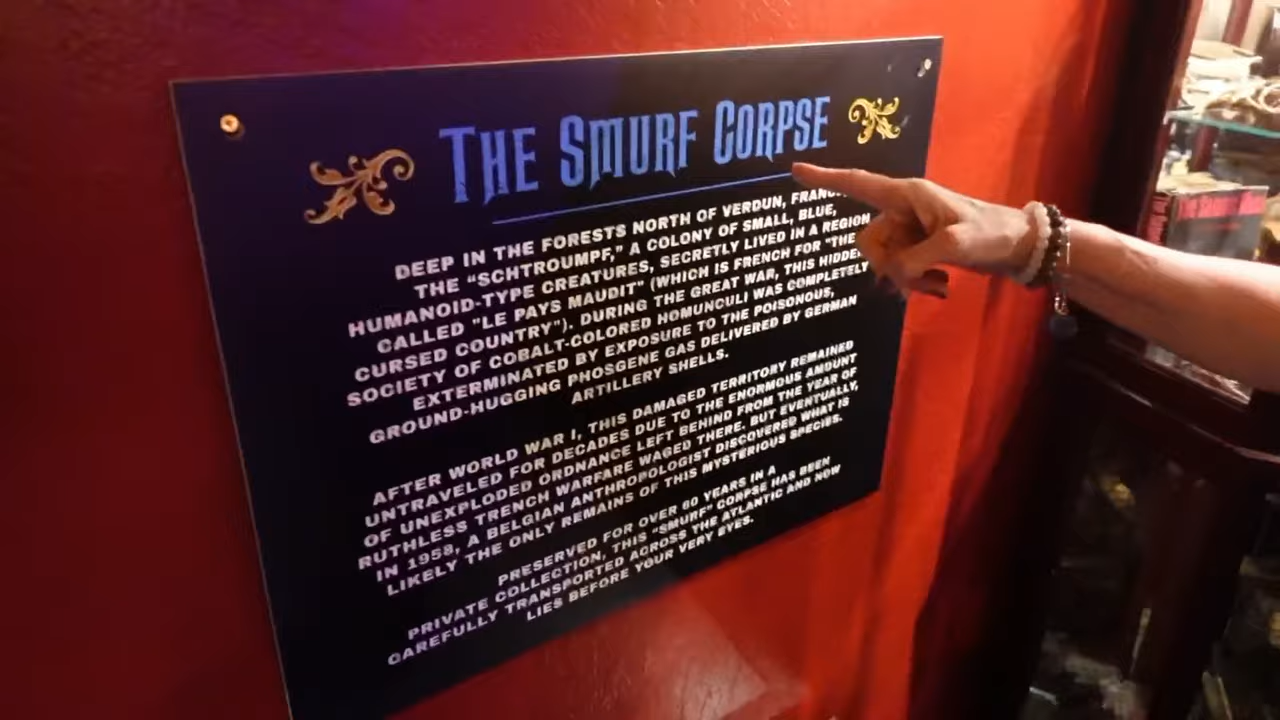 THE SMURF CORPSE
DEEP IN THE FORESTS NORTH OF VERDUN,
THE "SCHTROUMPF," A COLONY OF SMALL, BLUE,
HUMANOID-TYPE CREATURES, SECRETLY LIVED IN A REGION
CALLED "LE PAYS MAUDIT" (WHICH IS FRENCH FOR "THE
CURSED COUNTRY"). DURING THE GREAT WAR, THIS HIDDEN
SOCIETY OF COBALT-COLORED HOMUNCULI WAS COMPLETELY
EXTERMINATED BY EXPOSURE TO THE POISONOUS,
GROUND-HUGGING PHOSGENE GAS DELIVERED BY GERMAN
ARTILLERY SHELLS.
AFTER WORLD WAR I, THIS DAMAGED TERRITORY REMAINED
UNTRAVELED FOR DECADES DUE TO THE ENORMOUS AMOUNT
OF UNEXPLODED ORDNANCE LEFT BEHIND FROM THE YEAR OF
RUTHLESS TRENCH WARFARE WAGED THERE. BUT EVENTUALLY,
IN 1958, A BELGIAN ANTHROPOLOGIST DISCOVERED WHAT IS
LIKELY THE ONLY REMAINS OF THIS MYSTERIOUS SPECIES.
PRESERVED FOR OVER 60 YEARS IN A
PRIVATE COLLECTION, THIS "SMURF" CORPSE HAS BEEN
CAREFULLY TRANSPORTED ACROSS THE ATLANTIC AND NOW
LIES BEFORE YOUR VERY EYES.